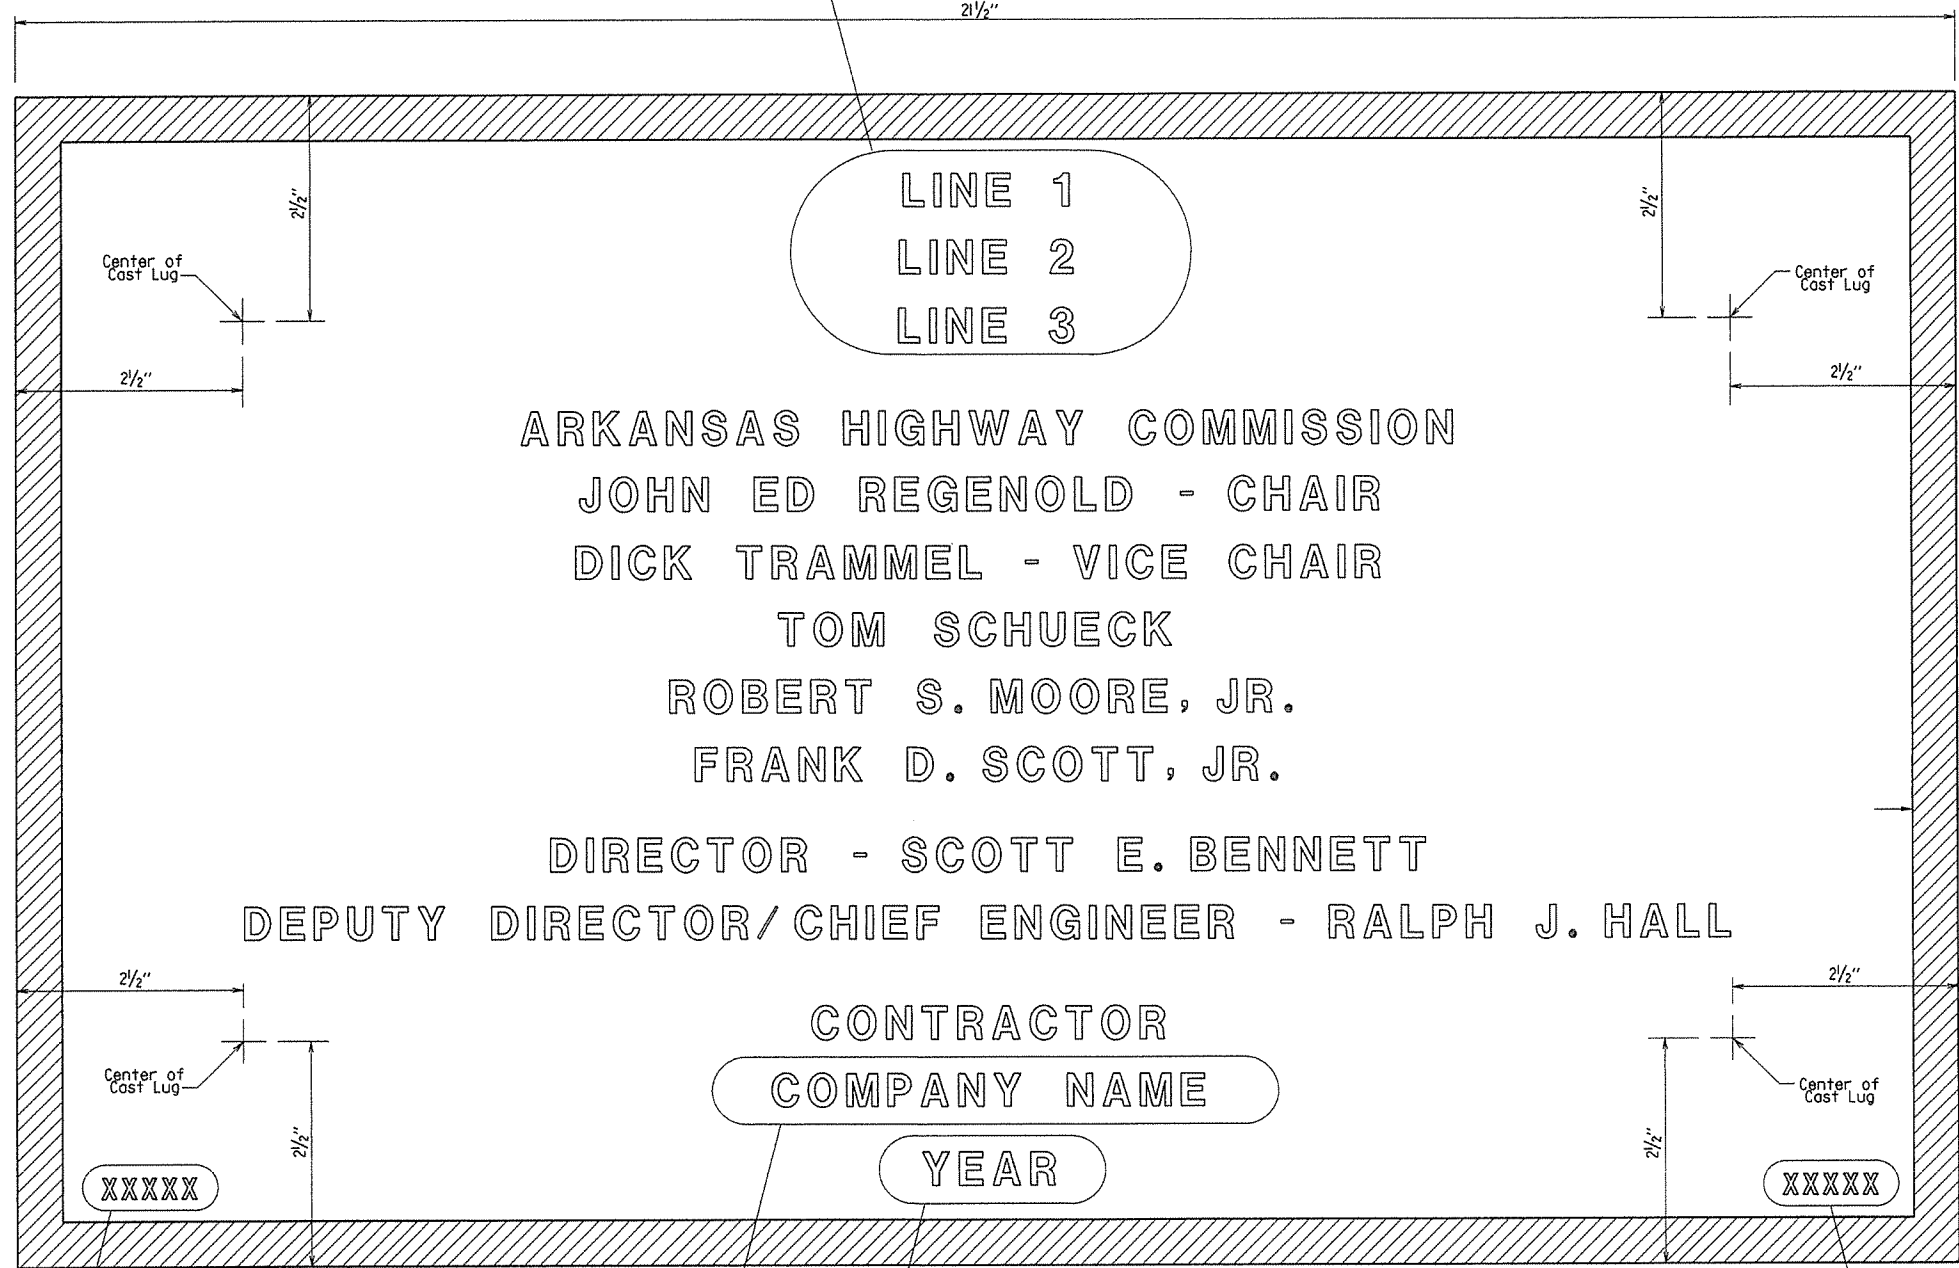 21½"
2½"
2½"
Center of
Cast Lug
Center of
Cast Lug
2½"
2½"
LINE 1
LINE 2
LINE 3
ARKANSAS HIGHWAY COMMISSION
JOHN ED REGENOLD - CHAIR
DICK TRAMMEL - VICE CHAIR
TOM SCHUECK
ROBERT S. MOORE, JR.
FRANK D. SCOTT, JR.
DIRECTOR - SCOTT E. BENNETT
DEPUTY DIRECTOR/CHIEF ENGINEER - RALPH J. HALL
2½"
2½"
CONTRACTOR
COMPANY NAME
YEAR
Center of
Cast Lug
Center of
Cast Lug
2½"
2½"
XXXXX
XXXXX